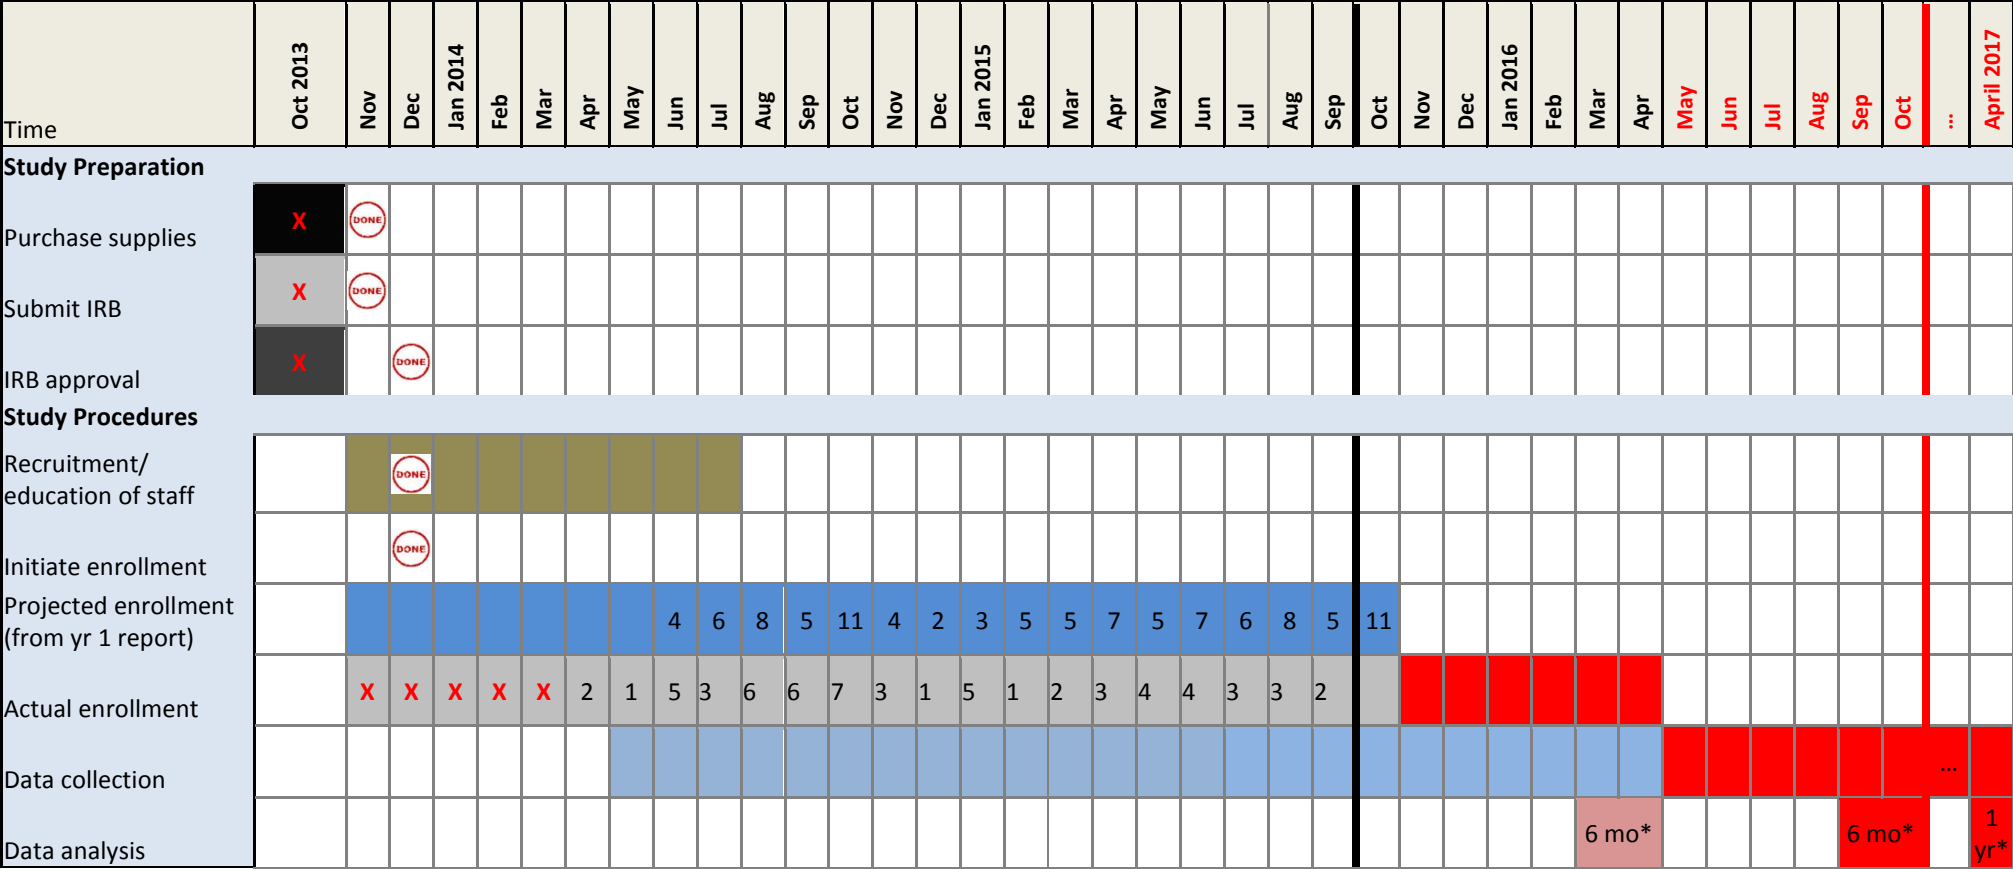 Time Oct 2013 Nov Dec Jan 2014 Feb Mar Apr May Jun Jul Aug Sep Oct Nov Dec Jan 2015 Feb Mar Apr May Jun Jul Aug Sep Oct Nov Dec Jan 2016 Feb Mar Apr May Jun Jul Aug Sep Oct ... April 2017
Study Preparation
Purchase supplies X DONE
Submit IRB X DONE
IRB approval X DONE
Study Procedures
Recruitment/
education of staff DONE
Initiate enrollment DONE
Projected enrollment
(from yr 1 report) 4 6 8 5 11 4 2 3 5 5 7 5 7 6 8 5 11
Actual enrollment X X X X X 2 1 5 3 6 6 7 3 1 5 1 2 3 4 4 3 3 2
Data collection ...
Data analysis 6 mo* 6 mo* 1
yr*